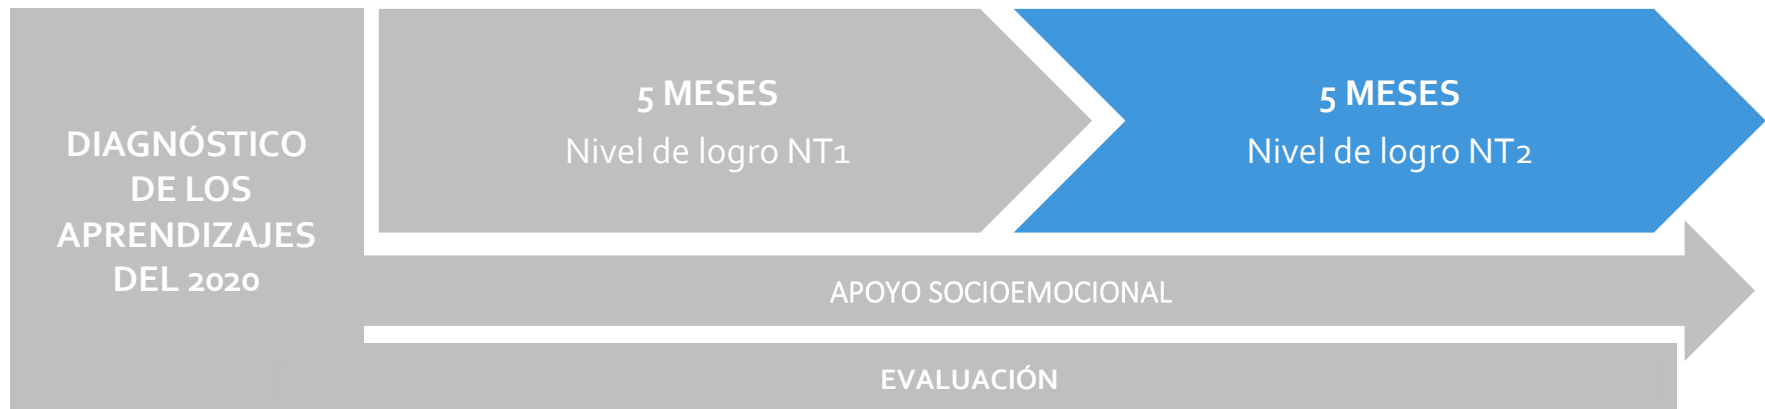 DIAGNÓSTICO
DE LOS
APRENDIZAJES
DEL 2020
5 MESES
Nivel de logro NT1
5 MESES
Nivel de logro NT2
APOYO SOCIOEMOCIONAL
EVALUACIÓN